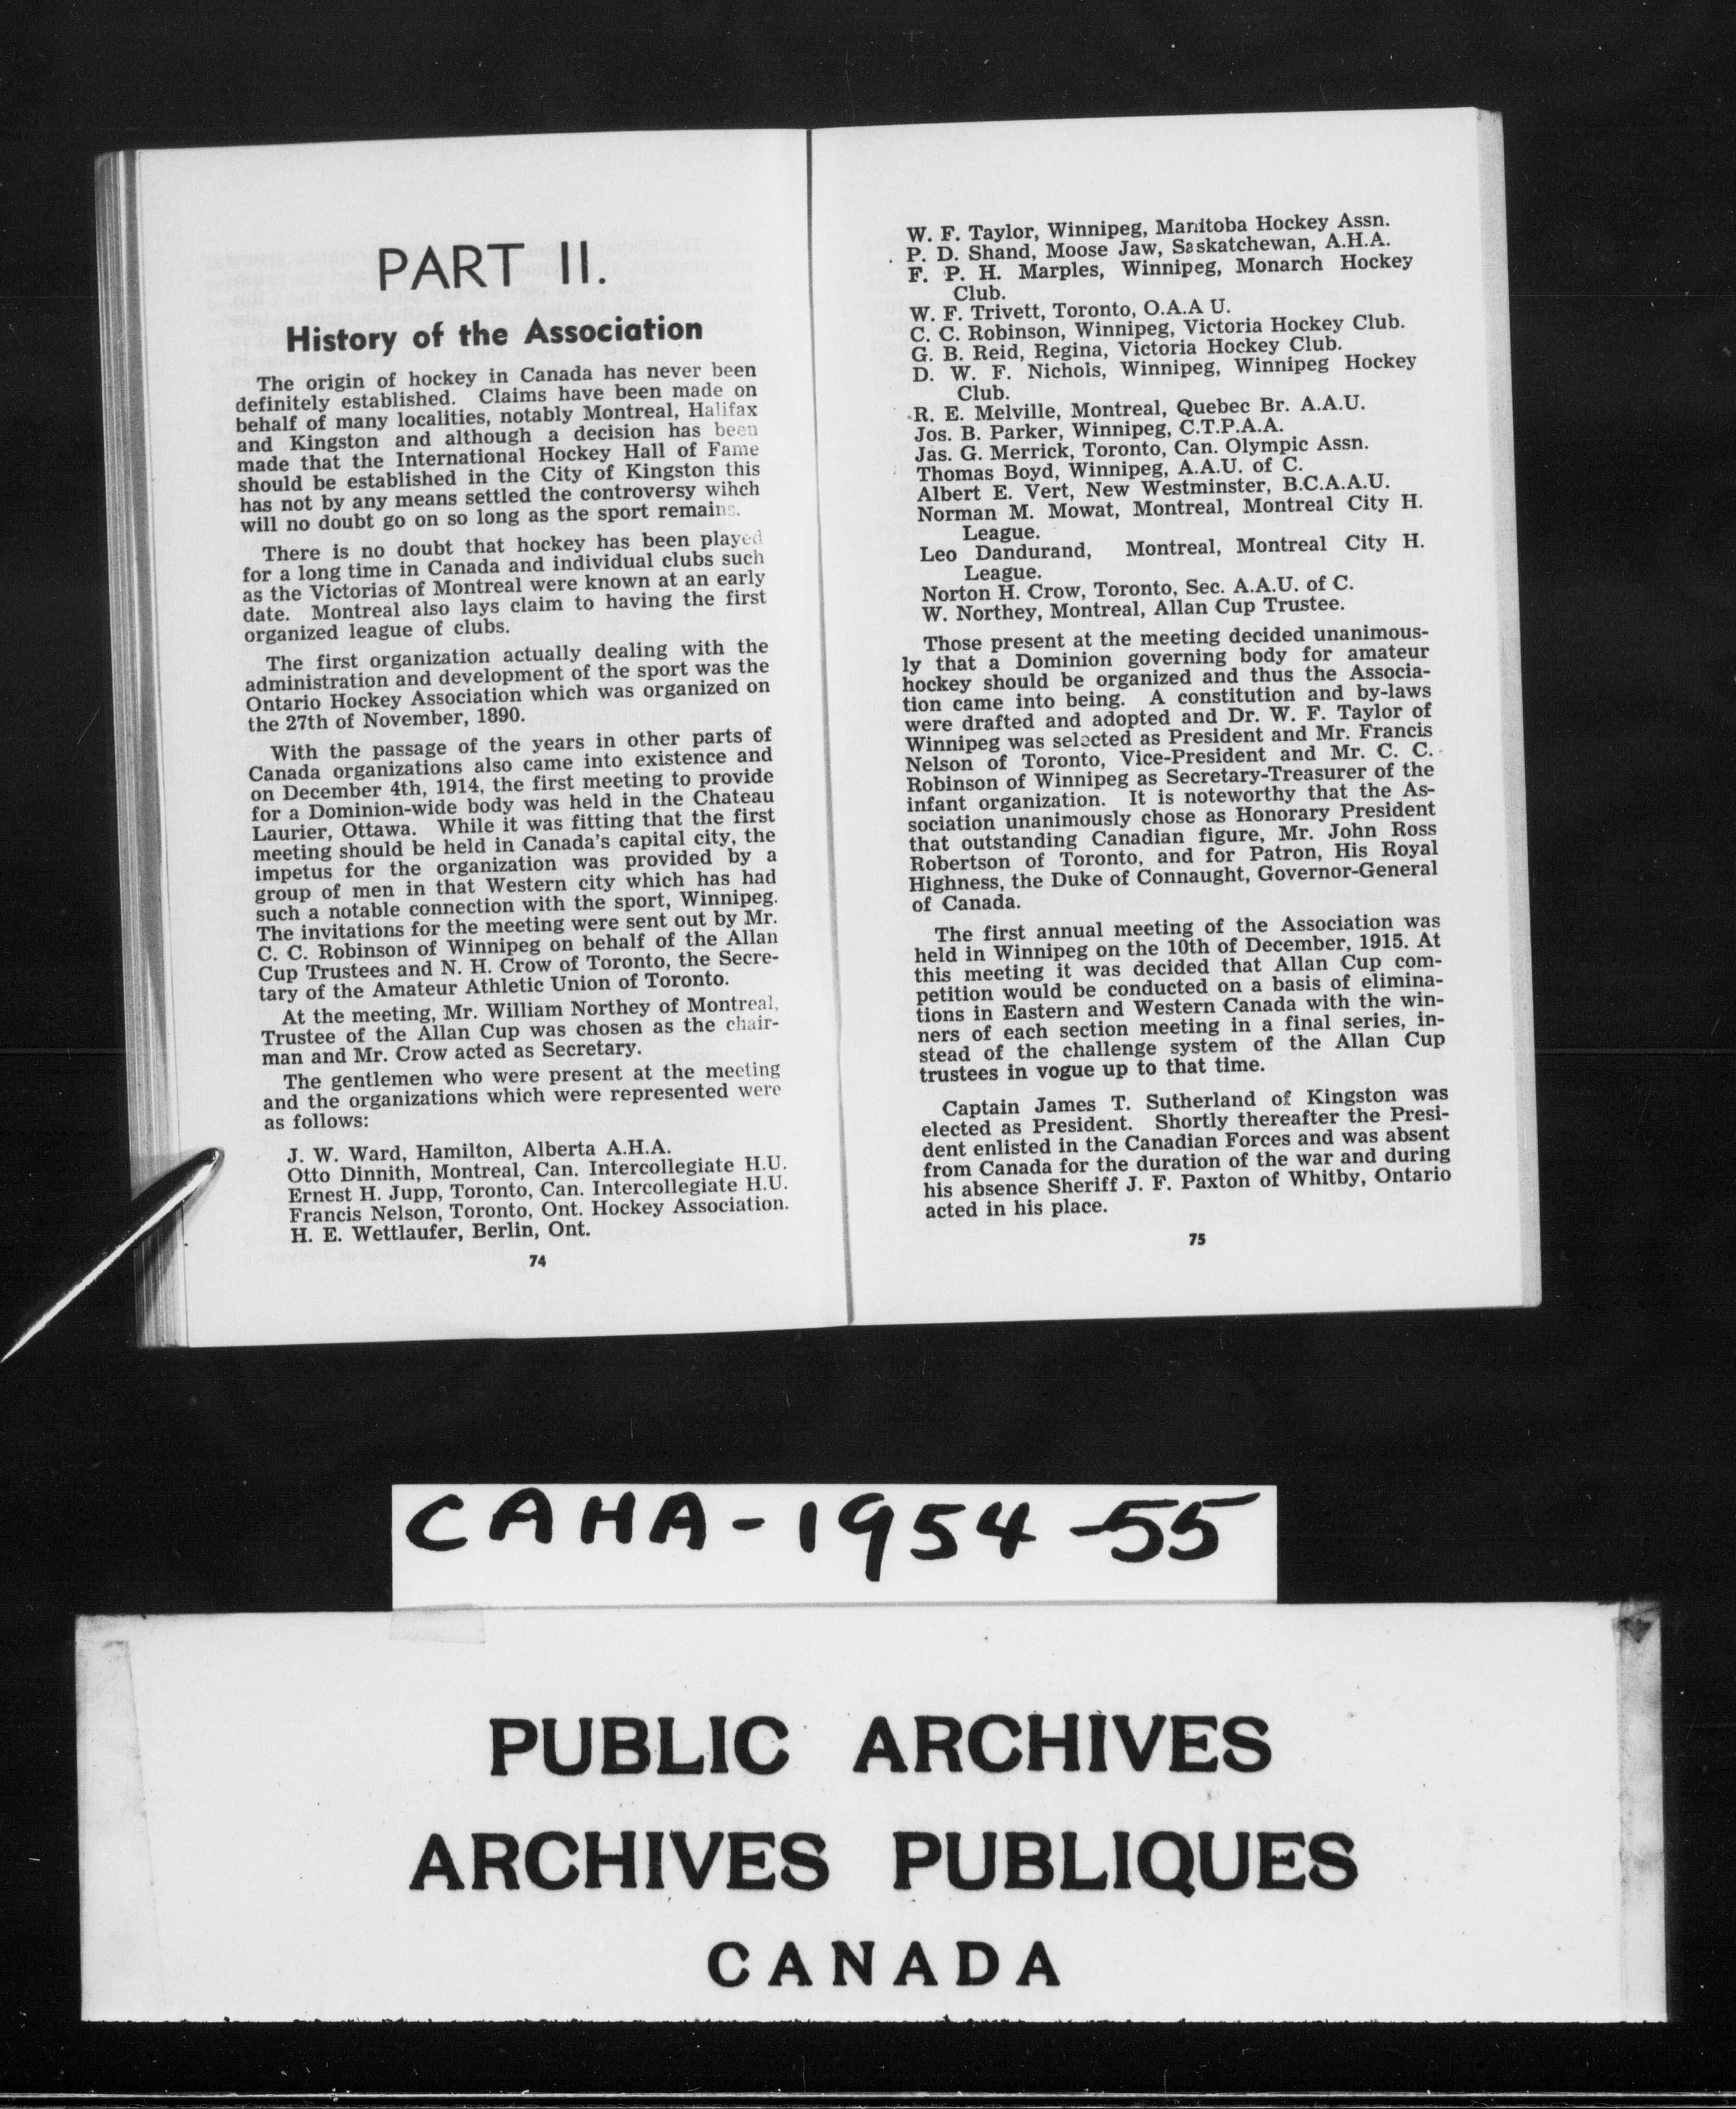 PART II.
History of the Association
The origin of hockey in Canada has never been
definitely established. Claims have been made on
behalf of many localities, notably Montreal, Halifax
and Kingston and although a decision has been
made that the International Hockey Hall of Fame
should be established in the City of Kingston this
has not by any means settled the controversy wihch
will no doubt go on so long as the sport remains.
There is no doubt that hockey has been played
for a long time in Canada and individual clubs such
as the Victorias of Montreal were known at an early
date. Montreal also lays claim to having the first
organized league of clubs.
The first organization actually dealing with the
administration and development of the sport was the
Ontario Hockey Association which was organized on
the 27th of November, 1890.
With the passage of the years in other parts of
Canada organizations also came into existence and
on December 4th, 1914, the first meeting to provide
for a Dominion-wide body was held in the Chateau
Laurier, Ottawa. While it was fitting that the first
meeting should be held in Canada's capital city, the
impetus for the organization was provided by a
group of men in that Western city which has had
such a notable connection with the sport, Winnipeg.
The invitations for the meeting were sent out by Mr.
C. C. Robinson of Winnipeg on behalf of the Allan
Cup Trustees and N. H. Crow of Toronto, the Secre-
tary of the Amateur Athletic Union of Toronto.
At the meeting, Mr. William Northey of Montreal,
Trustee of the Allan Cup was chosen as the chair-
man and Mr. Crow acted as Secretary.
The gentlemen who were present at the meeting
and the organizations which were represented were
as follows:
J. W. Ward, Hamilton, Alberta A.H.A.
Otto Dinnith, Montreal, Can. Intercollegiate H.U.
Ernest H. Jupp, Toronto, Can. Intercollegiate H.U.
Francis Nelson, Toronto, Ont. Hockey Association.
H. E. Wettlaufer, Berlin, Ont.
74
W. F. Taylor, Winnipeg, Manitoba Hockey Assn.
P. D. Shand, Moose Jaw, Saskatchewan, A.H.A.
F. P. H. Marples, Winnipeg, Monarch Hockey
Club.
W. F. Trivett, Toronto, O.A.A U.
C. C. Robinson, Winnipeg, Victoria Hockey Club.
G. B. Reid, Regina, Victoria Hockey Club.
D. W. F. Nichols, Winnipeg, Winnipeg Hockey
Club.
R. E. Melville, Montreal, Quebec Br. A.A.U.
Jos. B. Parker, Winnipeg, C.T.P.A.A.
Jas. G. Merrick, Toronto, Can. Olympic Assn.
Thomas Boyd, Winnipeg, A.A.U. of C.
Albert E. Vert, New Westminster, B.C.A.A.U.
Norman M. Mowat, Montreal, Montreal City H.
League.
Leo Dandurand, Montreal, Montreal City H.
League.
Norton H. Crow, Toronto, Sec. A.A.U. of C.
W. Northey, Montreal, Allan Cup Trustee.
Those present at the meeting decided unanimous-
ly that a Dominion governing body for amateur
hockey should be organized and thus the Associa-
tion came into being. A constitution and by-laws
were drafted and adopted and Dr. W. F. Taylor of
Winnipeg was selected as President and Mr. Francis
Nelson of Toronto, Vice-President and Mr. C. C.
Robinson of Winnipeg as Secretary-Treasurer of the
infant organization. It is noteworthy that the As-
sociation unanimously chose as Honorary President
that outstanding Canadian figure, Mr. John Ross
Robertson of Toronto, and for Patron, His Royal
Highness, the Duke of Connaught, Governor-General
of Canada.
The first annual meeting of the Association was
held in Winnipeg on the 10th of December, 1915. At
this meeting it was decided that Allan Cup com-
petition would be conducted on a basis of elimina-
tions in Eastern and Western Canada with the win-
ners of each section meeting in a final series, in-
stead of the challenge system of the Allan Cup
trustees in vogue up to that time.
Captain James T. Sutherland of Kingston was
elected as President. Shortly thereafter the Presi-
dent enlisted in the Canadian Forces and was absent
from Canada for the duration of the war and during
his absence Sheriff J. F. Paxton of Whitby, Ontario
acted in his place.
75
CAHA-1954-55
PUBLIC ARCHIVES
ARCHIVES PUBLIQUES
CANADA